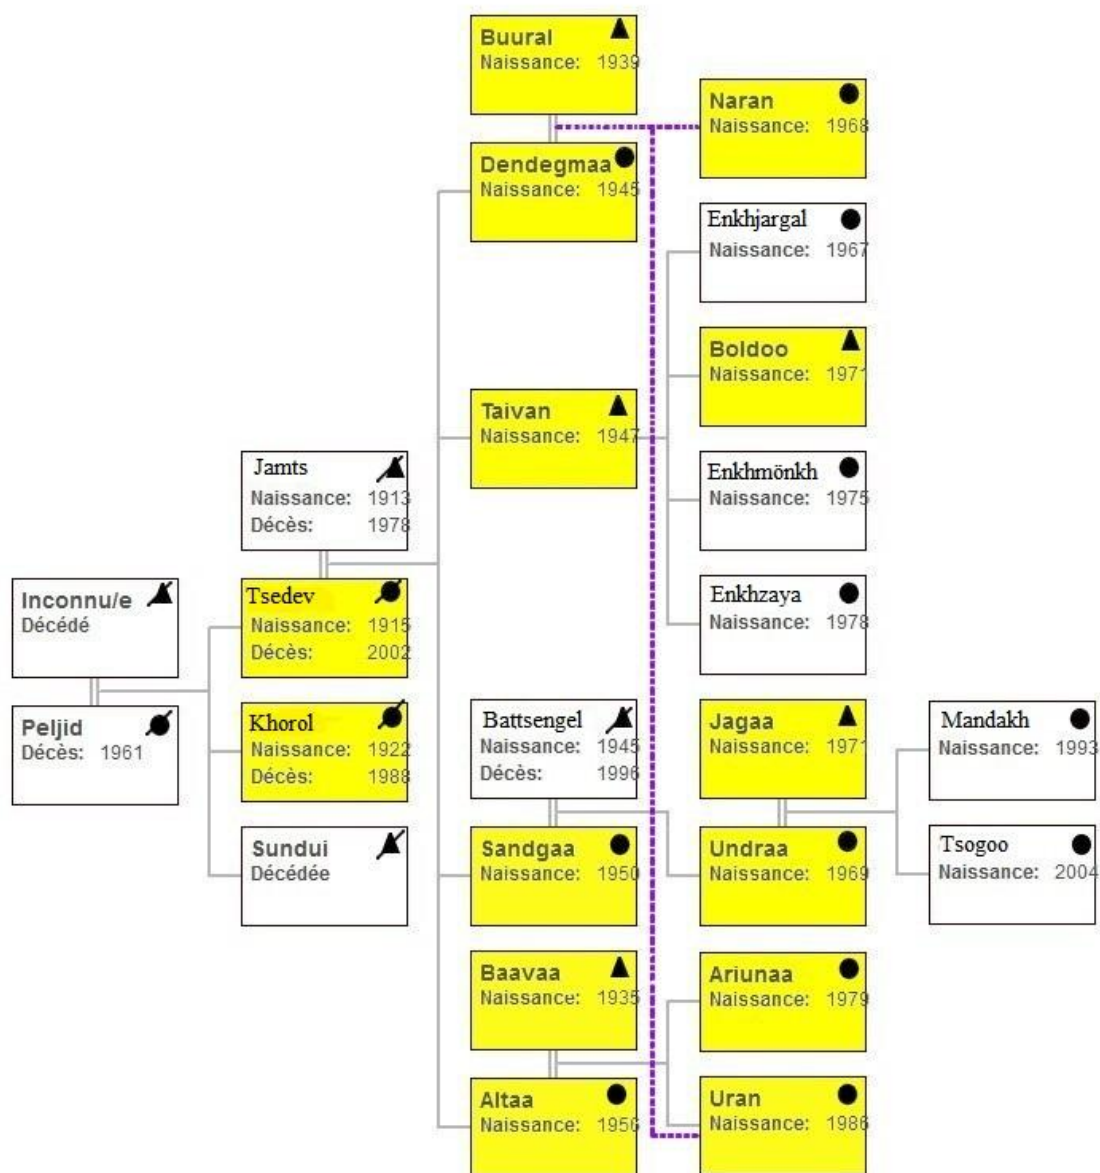 Buural
Naissance: 1939
Dendegmaa
Naissance: 1945
Naran
Naissance: 1968
Enkhjargal
Naissance: 1967
Boldoo
Naissance: 1971
Taivan
Naissance: 1947
Enkhmönkh
Naissance: 1975
Enkhzaya
Naissance: 1978
Jamts
Naissance: 1913
Décès: 1978
Tsedev
Naissance: 1915
Décès: 2002
Inconnu/e
Décédé
Peljid
Décès: 1961
Khorol
Naissance: 1922
Décès: 1988
Sundui
Décédée
Battsengel
Naissance: 1945
Décès: 1996
Sandgaa
Naissance: 1950
Jagaa
Naissance: 1971
Undraa
Naissance: 1969
Mandakh
Naissance: 1993
Tsogoo
Naissance: 2004
Baavaa
Naissance: 1935
Altaa
Naissance: 1956
Ariunaa
Naissance: 1979
Uran
Naissance: 1986